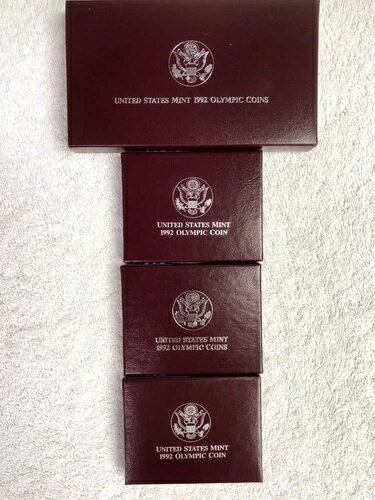 UNITED STATES MINT 1992 OLYMPIC COINS
UNITED STATES MINT
1992 OLYMPIC COIN
UNITED STATES MINT
1992 OLYMPIC COINS
UNITED STATES MINT
1992 OLYMPIC COIN